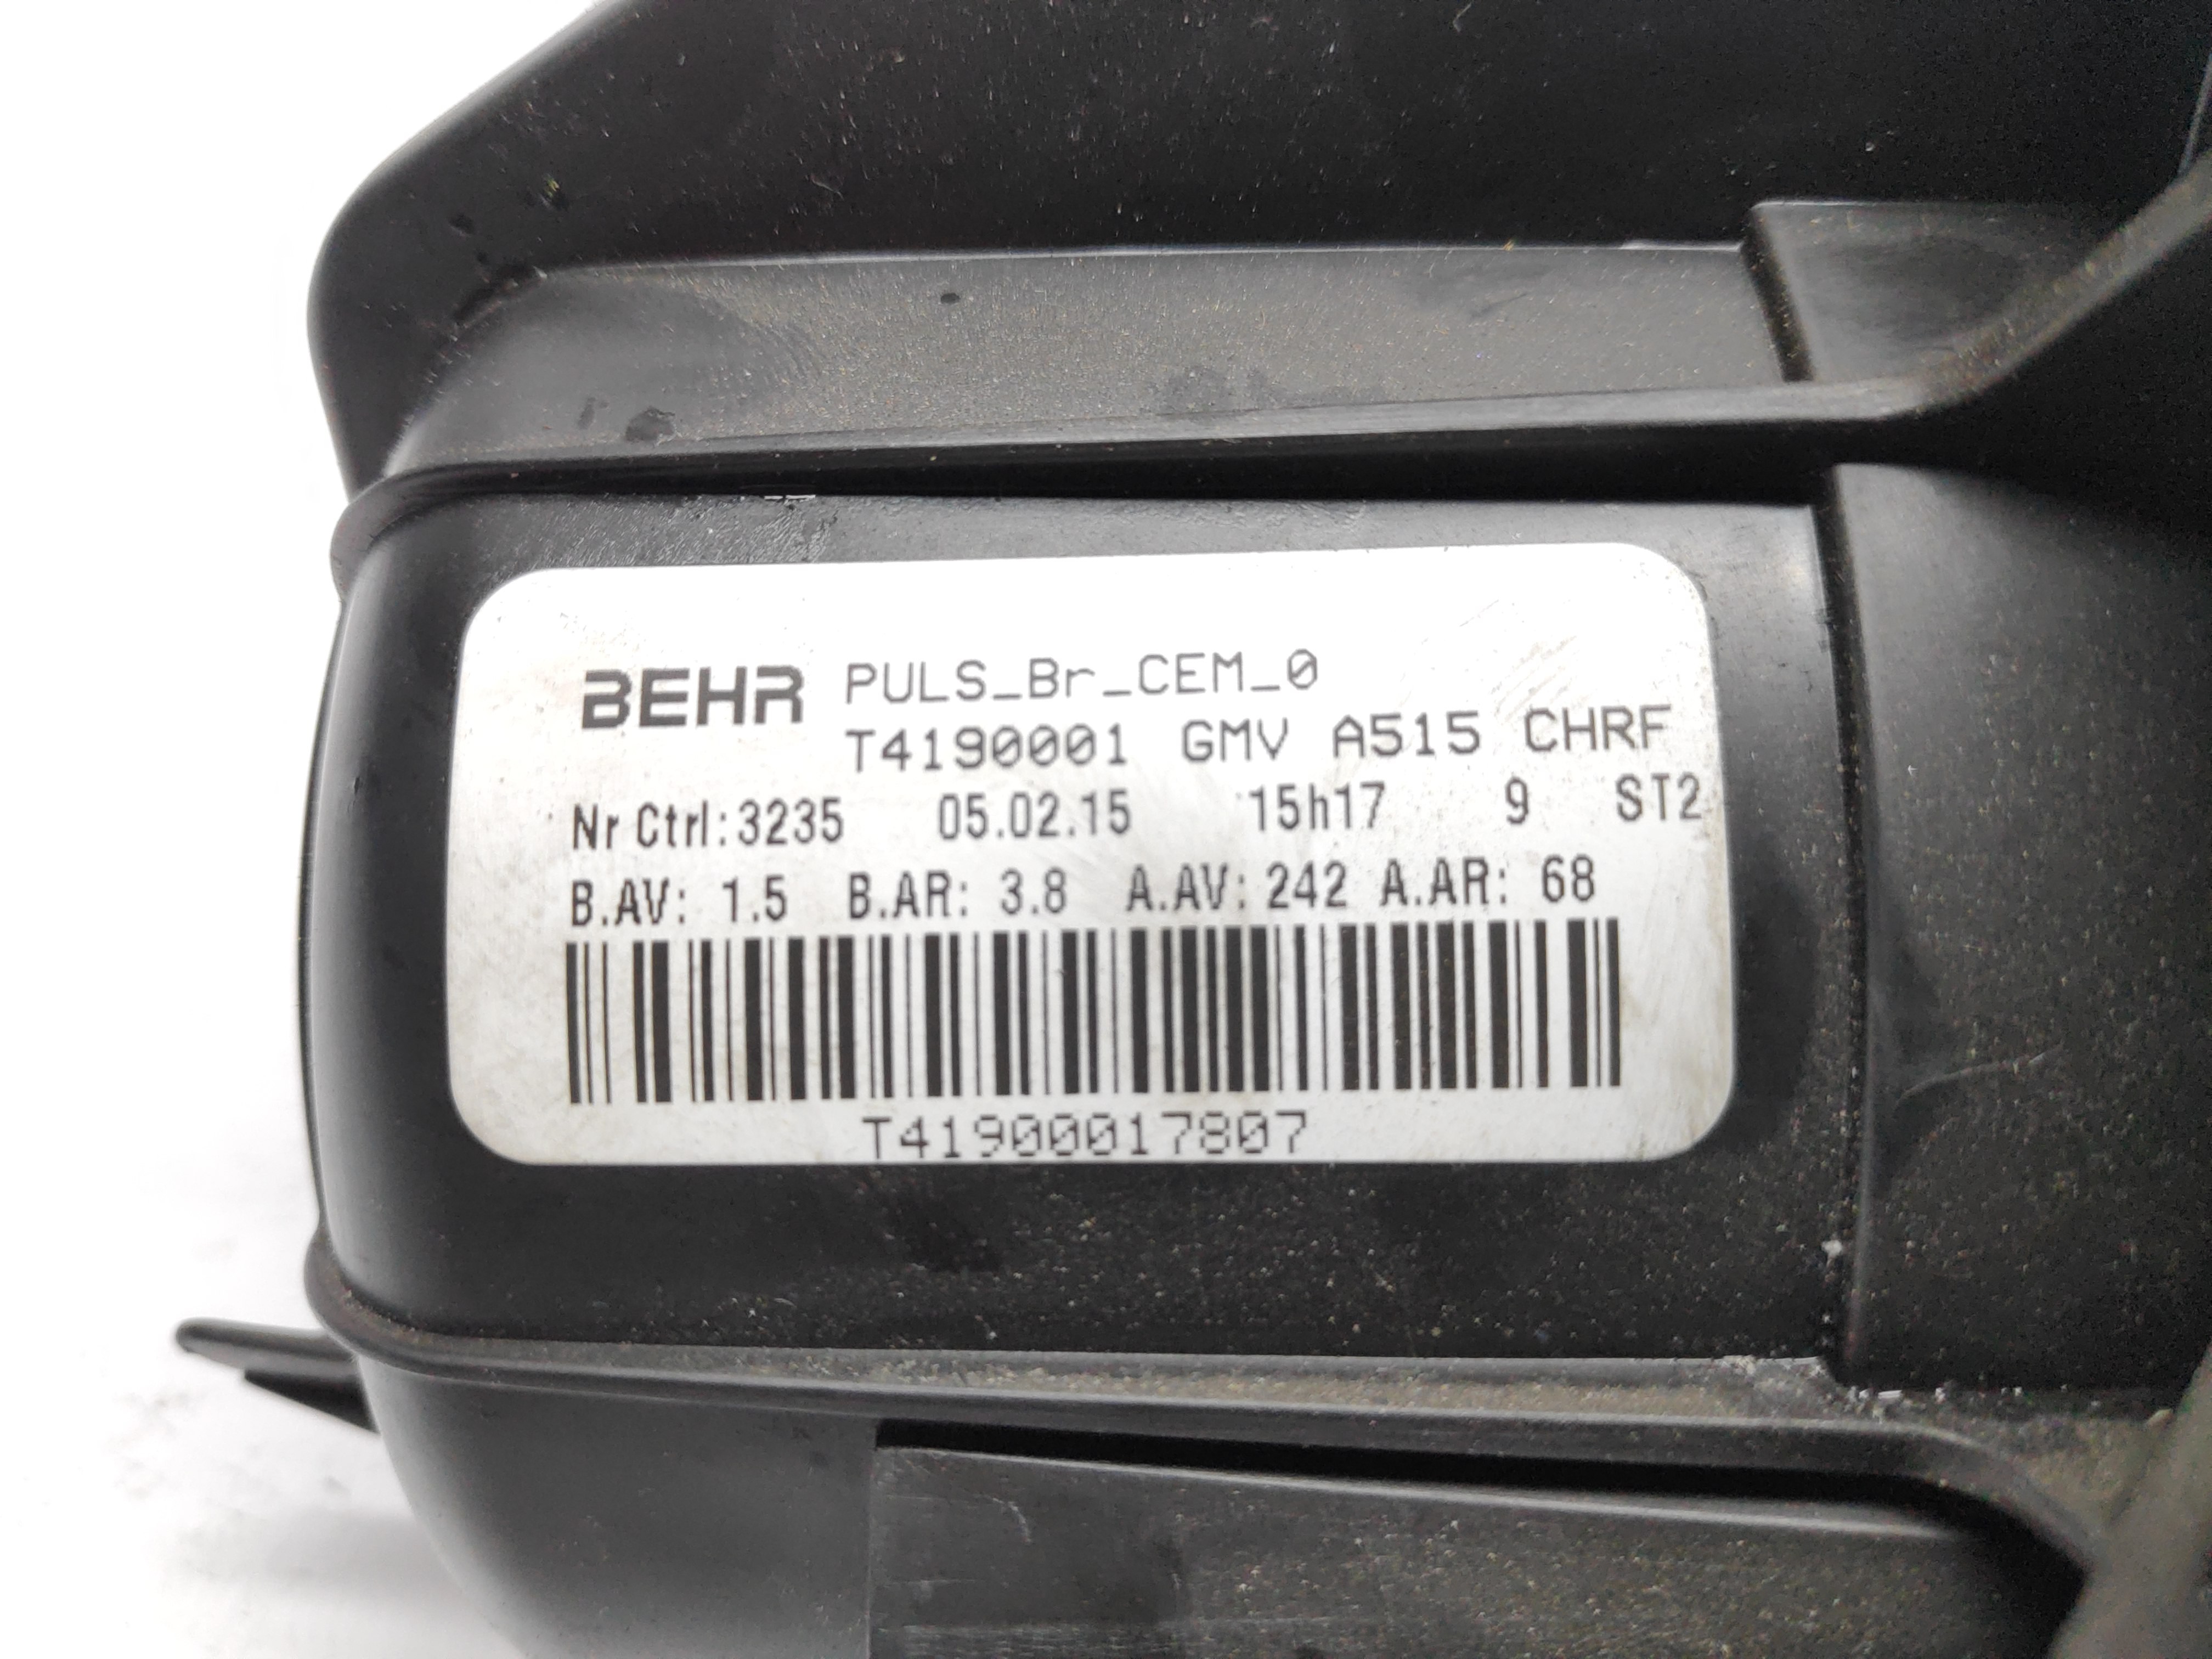 BEHR PULS_Br_CEM_0
T4190001 GMV A515 CHRF
Nr Ctrl:3235 05.02.15 15h17 9 ST2
B.AV: 1.5 B.AR: 3.8 A.AV: 242 A.AR: 68
T41900017807